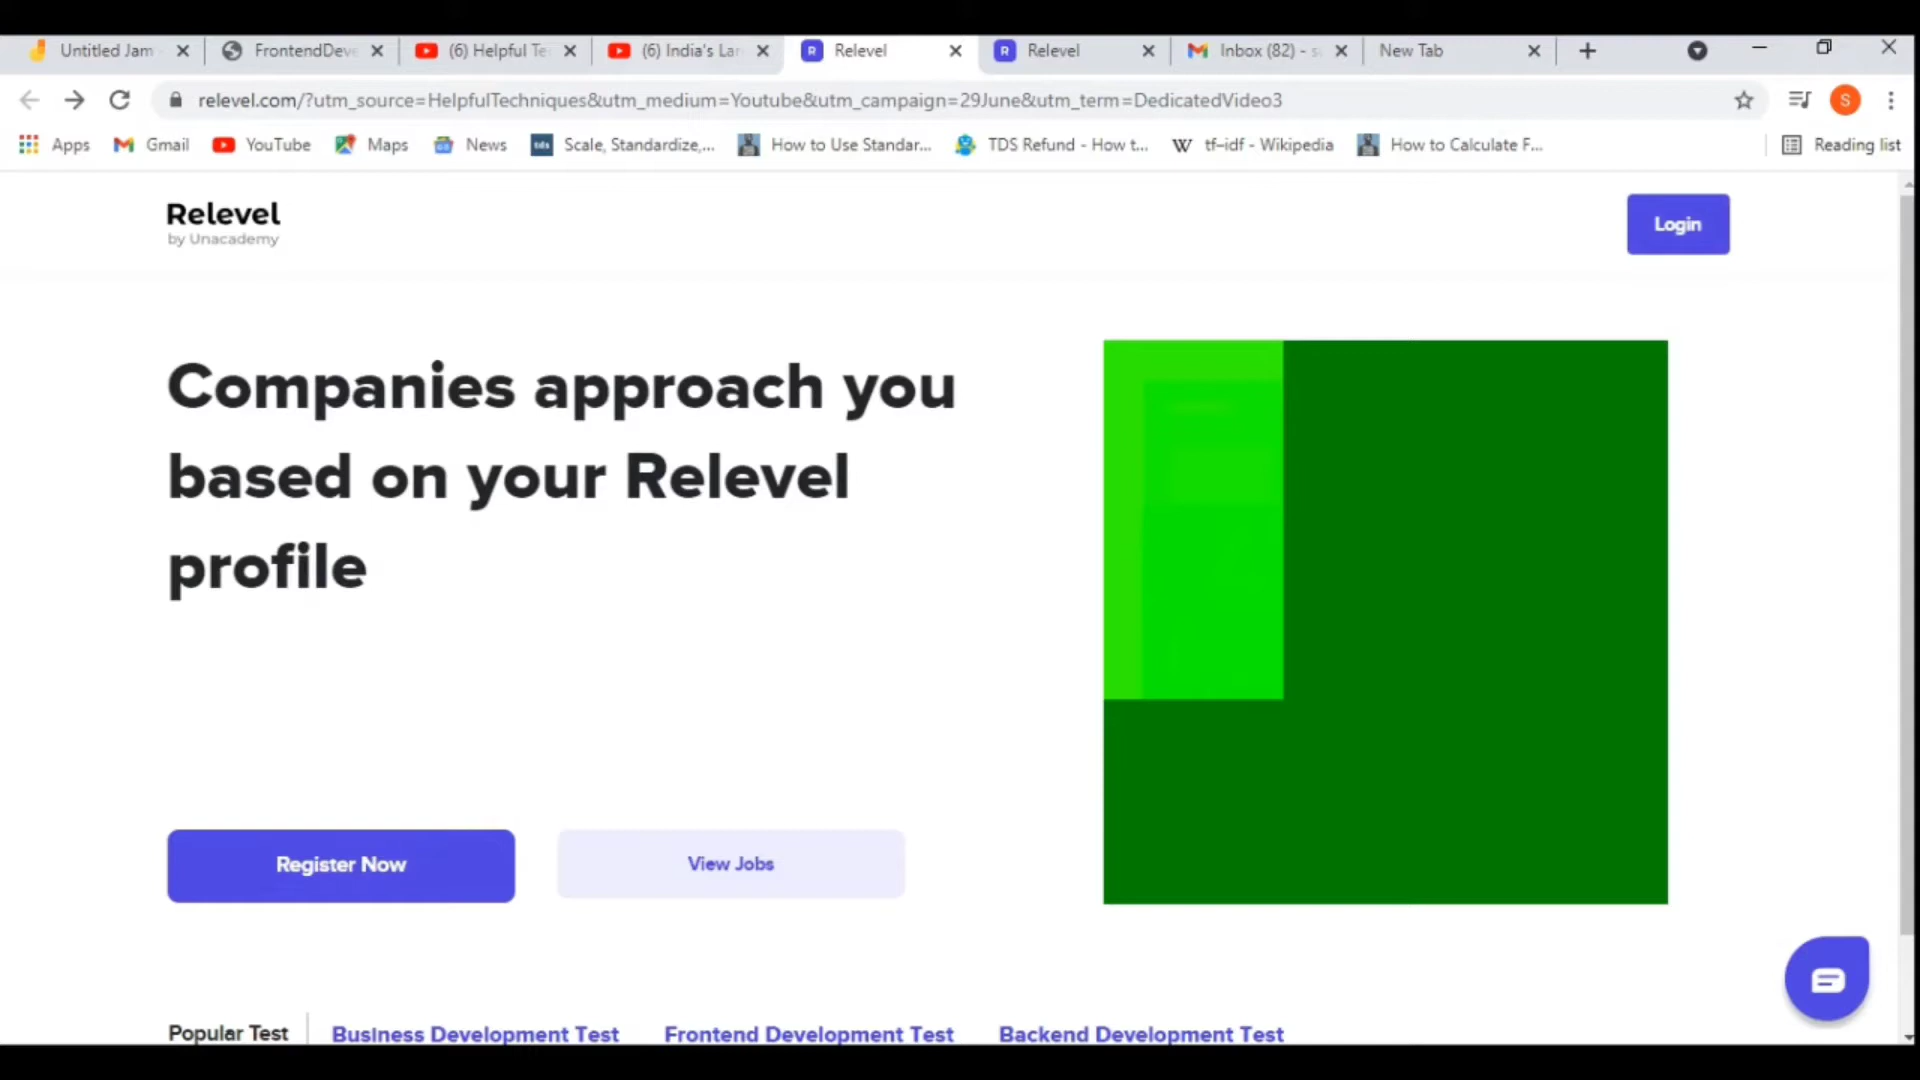 Untitled Jam
FrontendDeve
(6) Helpful Te
(6) India's Lar
Relevel
Relevel
Inbox (82) - s
New Tab
relevel.com/?utm_source=HelpfulTechniques&utm_medium=Youtube&utm_campaign=29June&utm_term=DedicatedVideo3
S
Apps
Gmail
YouTube
Maps
News
Scale, Standardize,...
How to Use Standar...
TDS Refund - How t...
tf-idf - Wikipedia
How to Calculate F...
Reading list
Relevel
by Unacademy
Login
Companies approach you
based on your Relevel
profile
Register Now
View Jobs
Popular Test
Business Development Test
Frontend Development Test
Backend Development Test